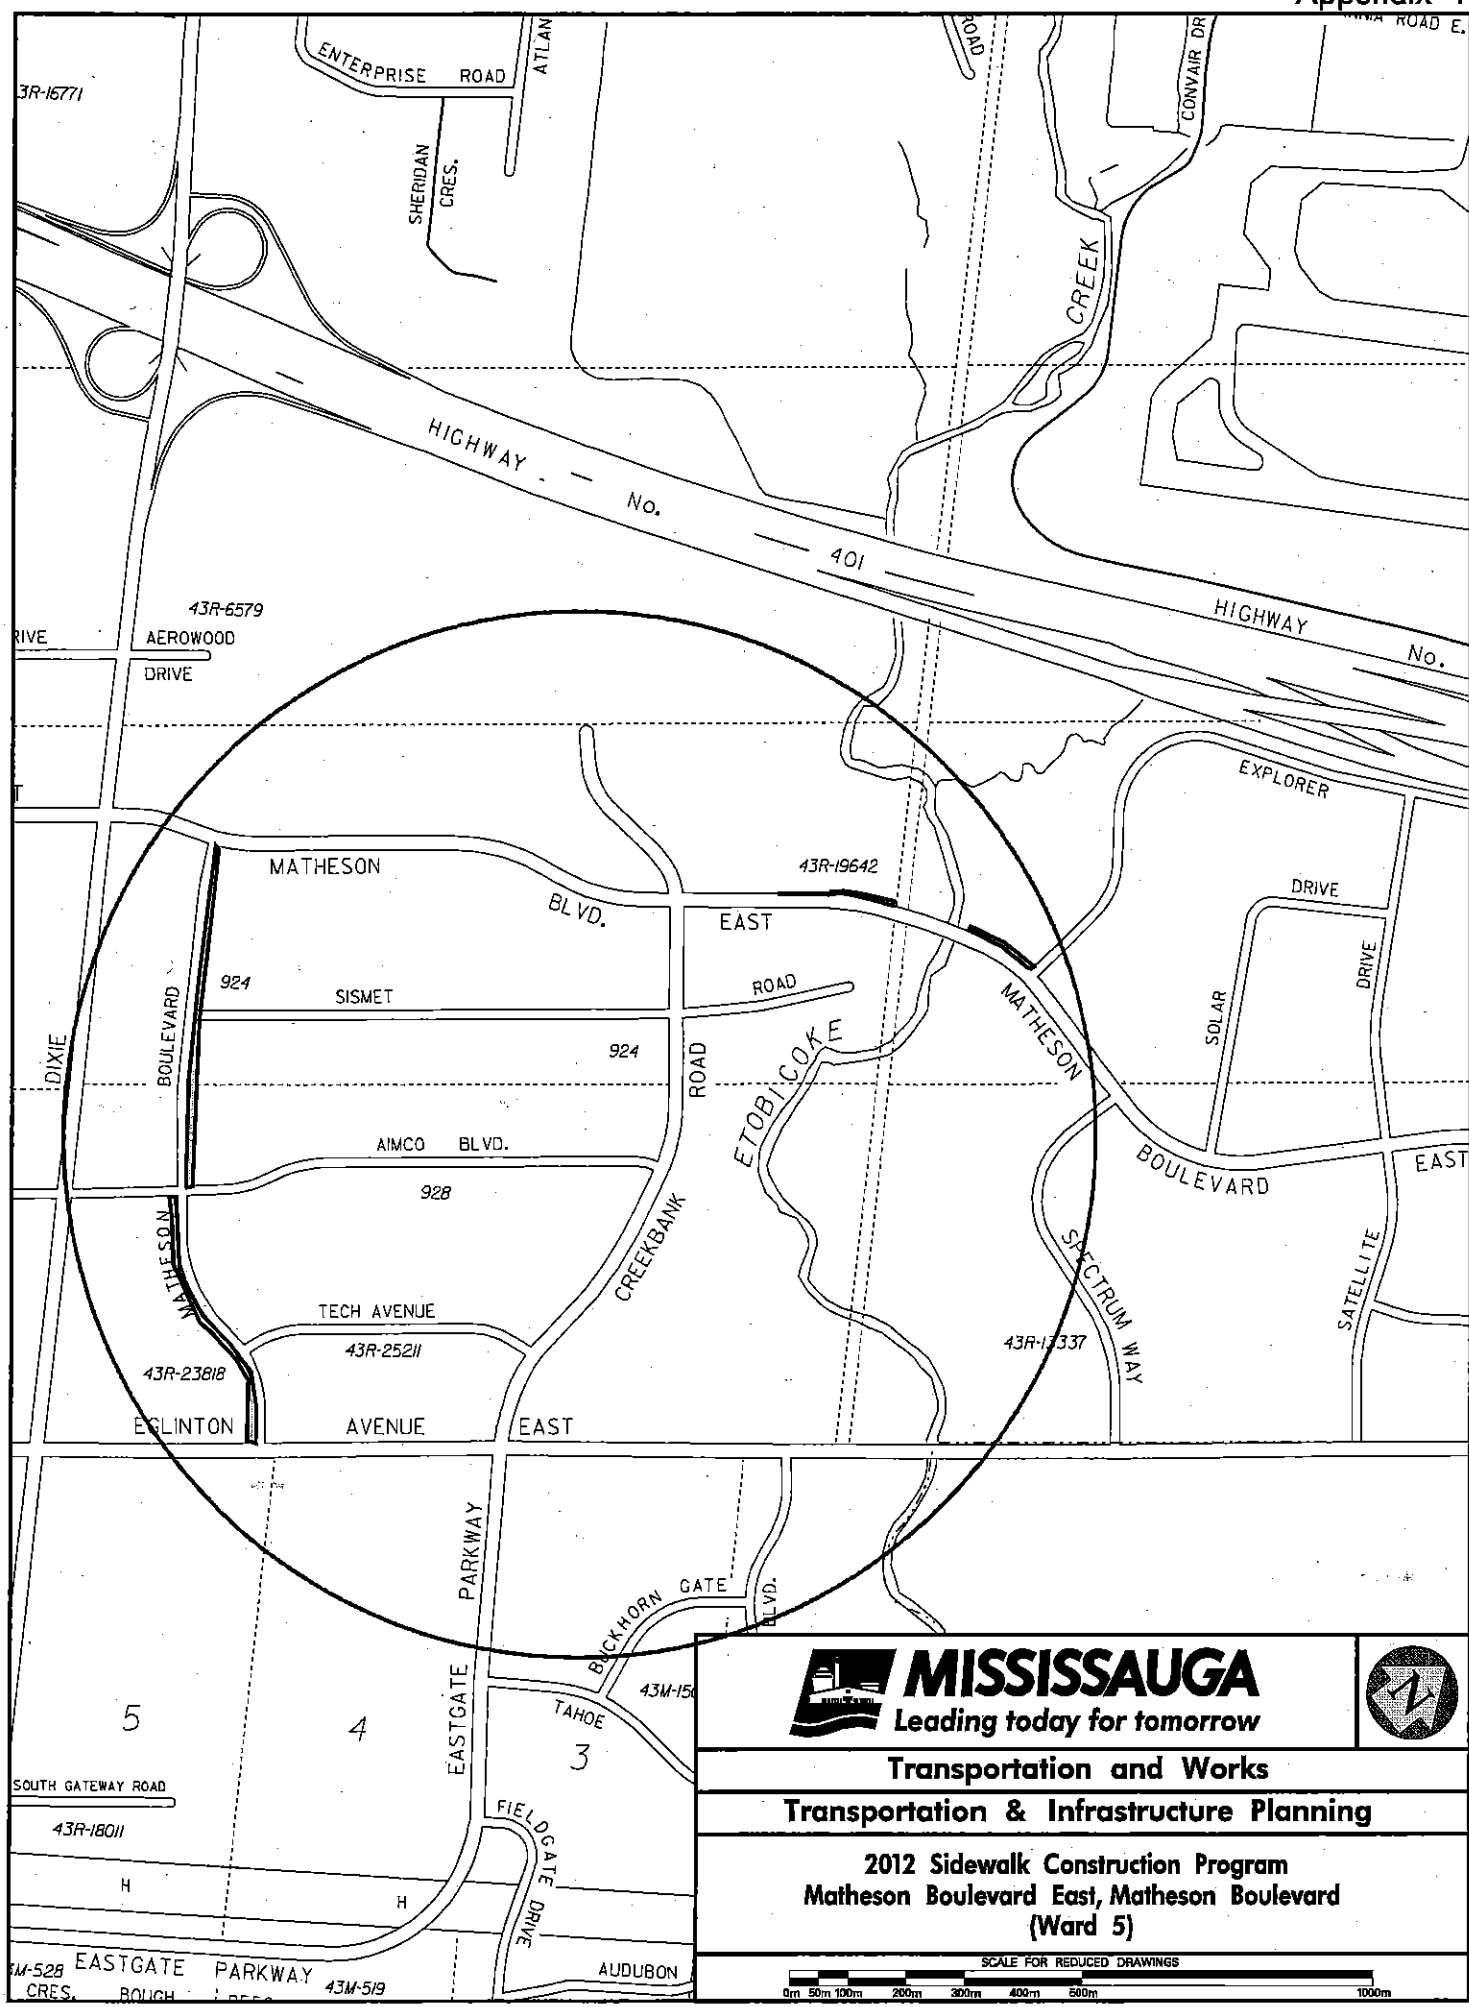 Appendix
ROAD E.
ENTERPRISE ROAD
ATLAN
ROAD
CONVAIR DR
3R-16771
SHERIDAN
CRES.
CREEK
HIGHWAY
No.
401
HIGHWAY
No.
43R-6579
RIVE
AEROWOOD
DRIVE
T
EXPLORER
DRIVE
MATHESON
BLVD.
EAST
43R-19642
DRIVE
924
SISMET
ROAD
BOULEVARD
DIXIE
924
ROAD
ETOBICOKE
MATHESON
SOLAR
AIMCO BLVD.
928
BOULEVARD
EAST
MATHESON
CREEKBANK
SPECTRUM WAY
SATELLITE
TECH AVENUE
43R-25211
43R-23818
43R-13337
EGLINTON AVENUE EAST
PARKWAY
EASTGATE
BUCKHORN GATE
BLVD.
43M-150
TAHOE
5
4
3
SOUTH GATEWAY ROAD
43R-18011
FIELDGATE DRIVE
H
H
3M-528
EASTGATE PARKWAY
43M-519
CRES.
BOUGH
AUDUBON
MISSISSAUGA
Leading today for tomorrow
N
Transportation and Works
Transportation & Infrastructure Planning
2012 Sidewalk Construction Program
Matheson Boulevard East, Matheson Boulevard
(Ward 5)
SCALE FOR REDUCED DRAWINGS
0m 50m 100m 200m 300m 400m 500m 1000m